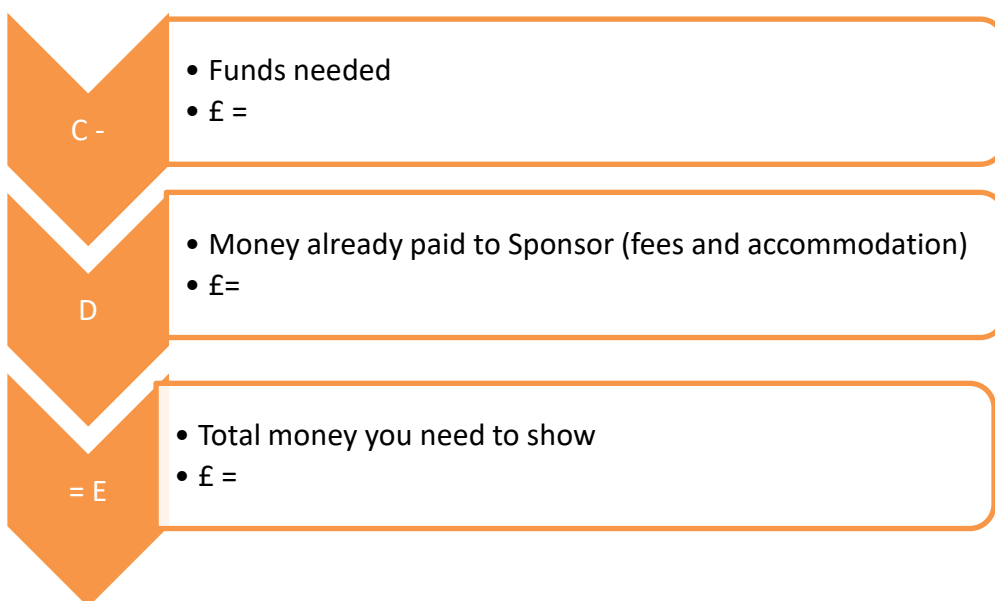 C -
• Funds needed
• £ =
D
• Money already paid to Sponsor (fees and accommodation)
• £=
= E
• Total money you need to show
• £ =